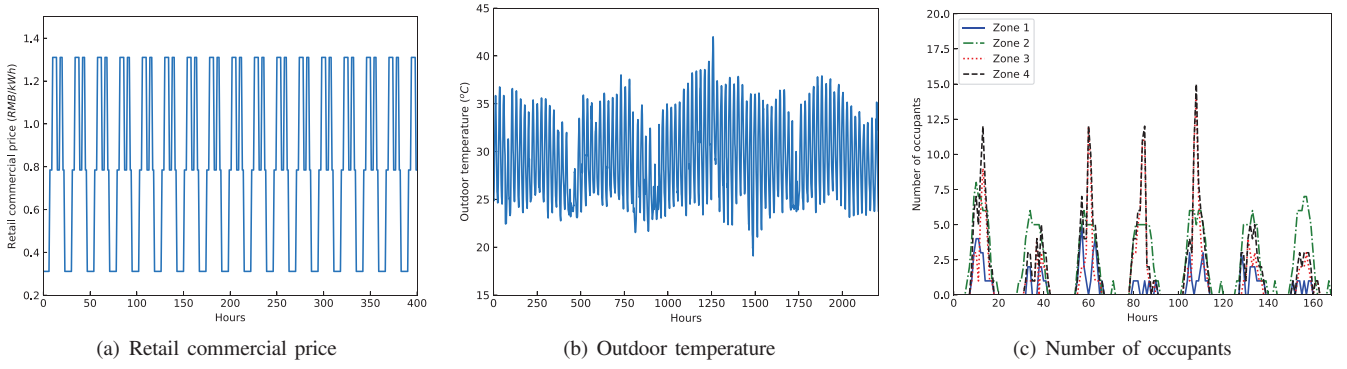 1.4
1.2
1.0
0.8
0.6
0.4
0.2
Retail commercial price (RMB/kWh)
0 50 100 150 200 250 300 350 400
Hours
(a) Retail commercial price
45
40
35
30
25
20
15
Outdoor temperature (°C)
0 250 500 750 1000 1250 1500 1750 2000
Hours
(b) Outdoor temperature
20.0
17.5
15.0
12.5
10.0
7.5
5.0
2.5
0.0
Number of occupants
Zone 1
Zone 2
Zone 3
Zone 4
0 20 40 60 80 100 120 140 160
Hours
(c) Number of occupants